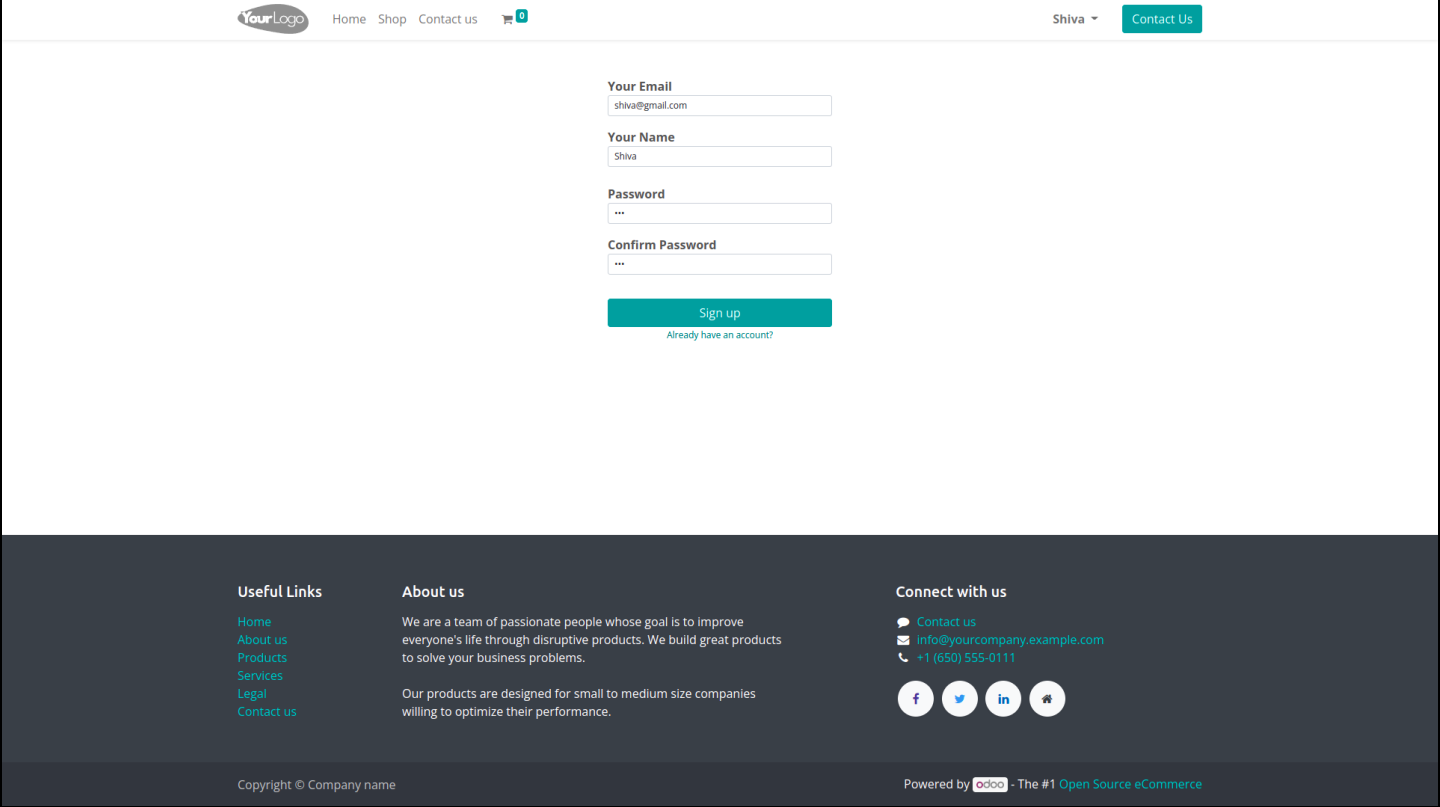 YourLogo Home Shop Contact us 0 Shiva Contact Us
Your Email
shiva@gmail.com
Your Name
Shiva
Password
•••
Confirm Password
•••
Sign up
Already have an account?
Useful Links
Home
About us
Products
Services
Legal
Contact us
About us
We are a team of passionate people whose goal is to improve
everyone's life through disruptive products. We build great products
to solve your business problems.
Our products are designed for small to medium size companies
willing to optimize their performance.
Connect with us
Contact us
info@yourcompany.example.com
+1 (650) 555-0111
Copyright © Company name
Powered by odoo - The #1 Open Source eCommerce